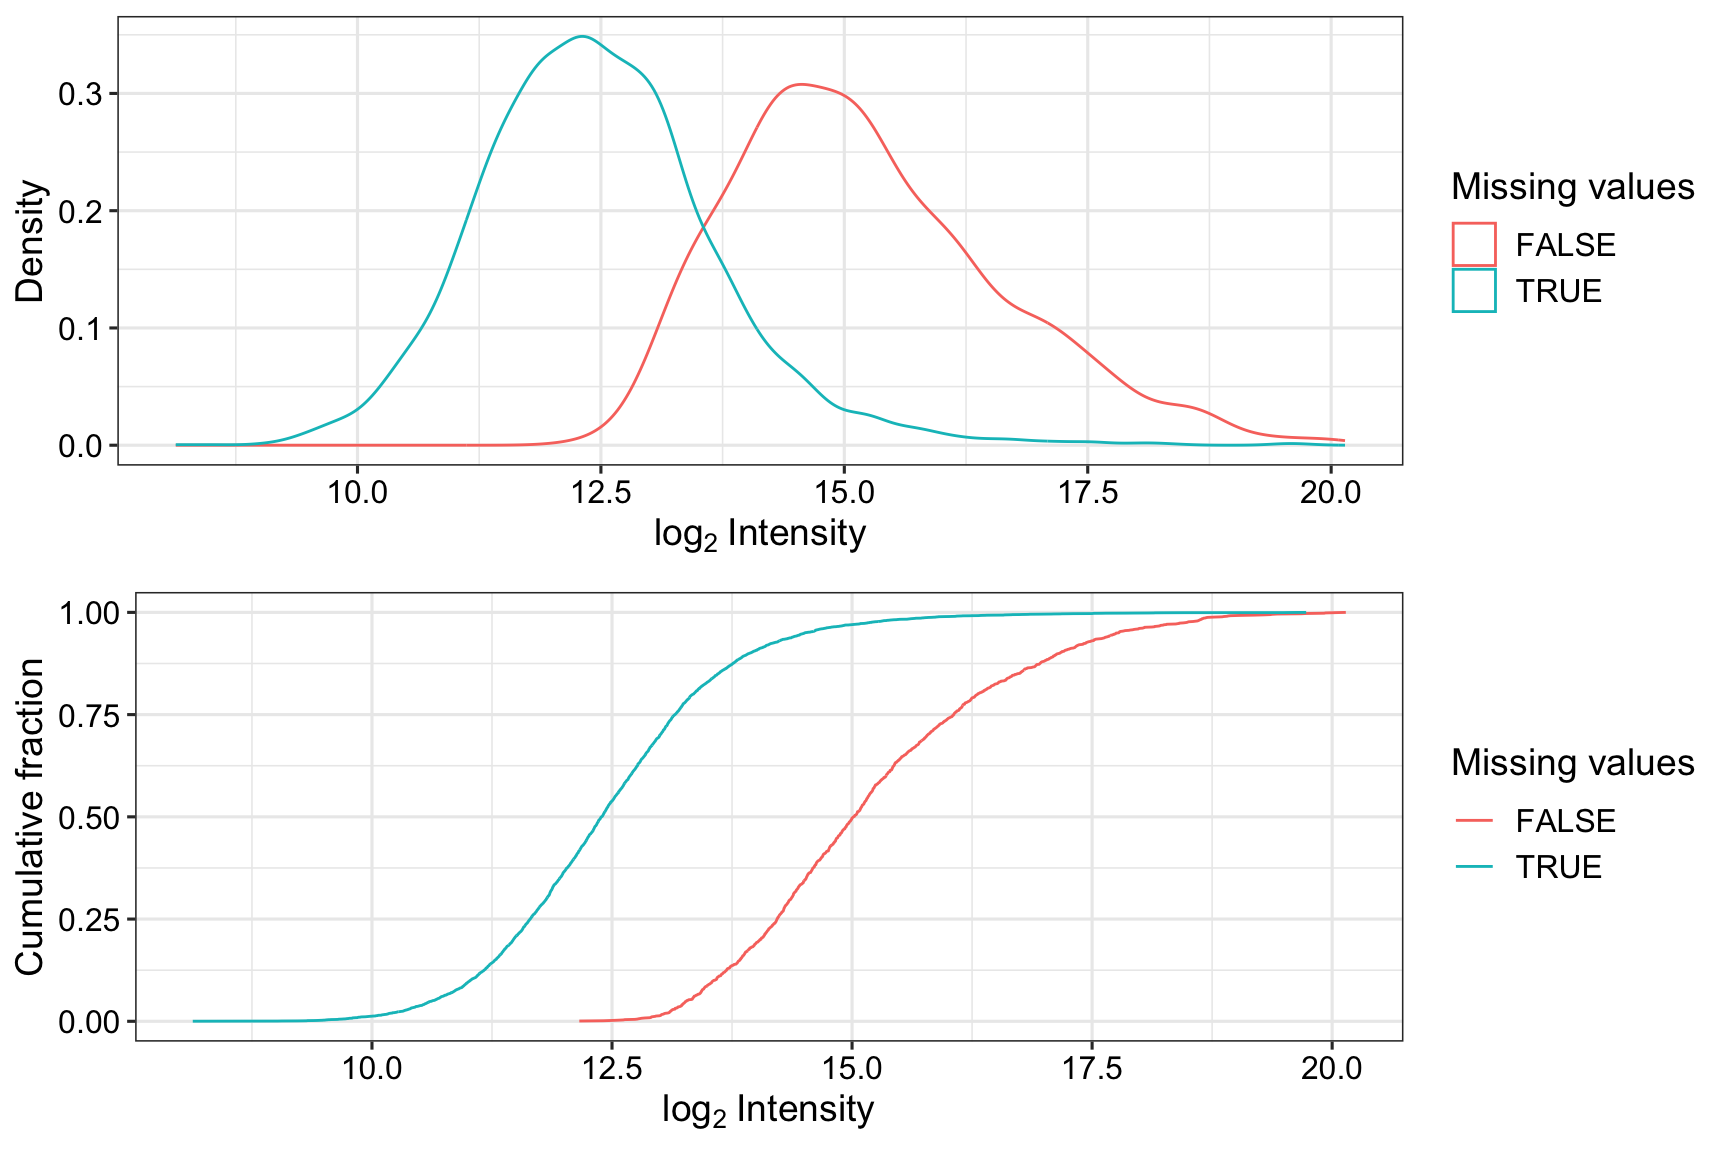 Density
0.3
0.2
0.1
0.0
10.0 12.5 15.0 17.5 20.0
log2 Intensity
Missing values
FALSE
TRUE
Cumulative fraction
1.00
0.75
0.50
0.25
0.00
10.0 12.5 15.0 17.5 20.0
log2 Intensity
Missing values
FALSE
TRUE